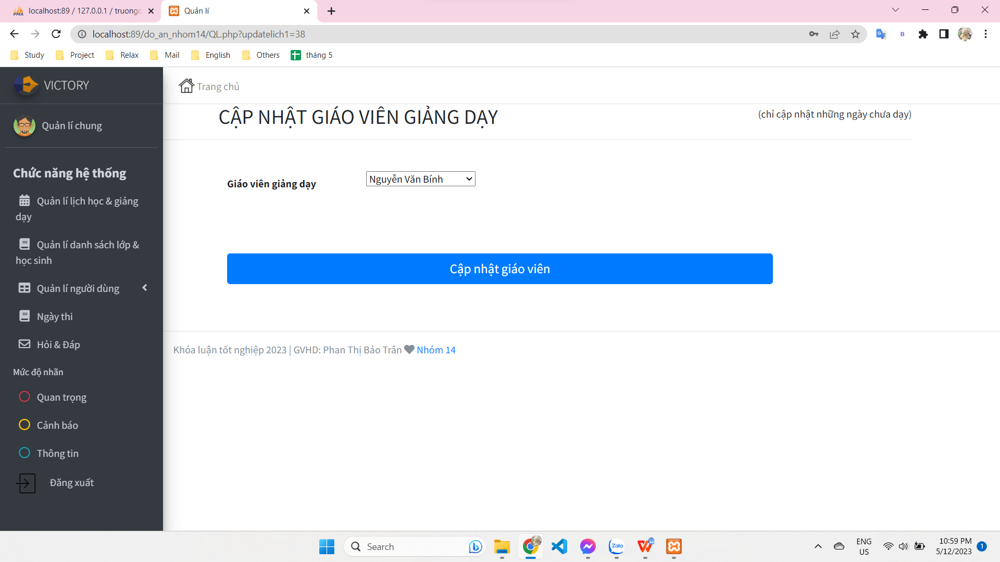 localhost:89 / 127.0.0.1 / truongc
Quản lí
localhost:89/do_an_nhom14/QL.php?updatelich1=38
Study
Project
Relax
Mail
English
Others
tháng 5
VICTORY
Trang chủ
Quản lí chung
CẬP NHẬT GIÁO VIÊN GIẢNG DẠY
(chỉ cập nhật những ngày chưa dạy)
Chức năng hệ thống
Quản lí lịch học & giảng
dạy
Quản lí danh sách lớp &
học sinh
Quản lí người dùng
Ngày thi
Hỏi & Đáp
Mức độ nhãn
Quan trọng
Cảnh báo
Thông tin
Đăng xuất
Giáo viên giảng dạy
Nguyễn Văn Bính
Cập nhật giáo viên
Khóa luận tốt nghiệp 2023 | GVHD: Phan Thị Bảo Trân Nhóm 14
Search
Zalo
ENG
US
10:59 PM
5/12/2023
1